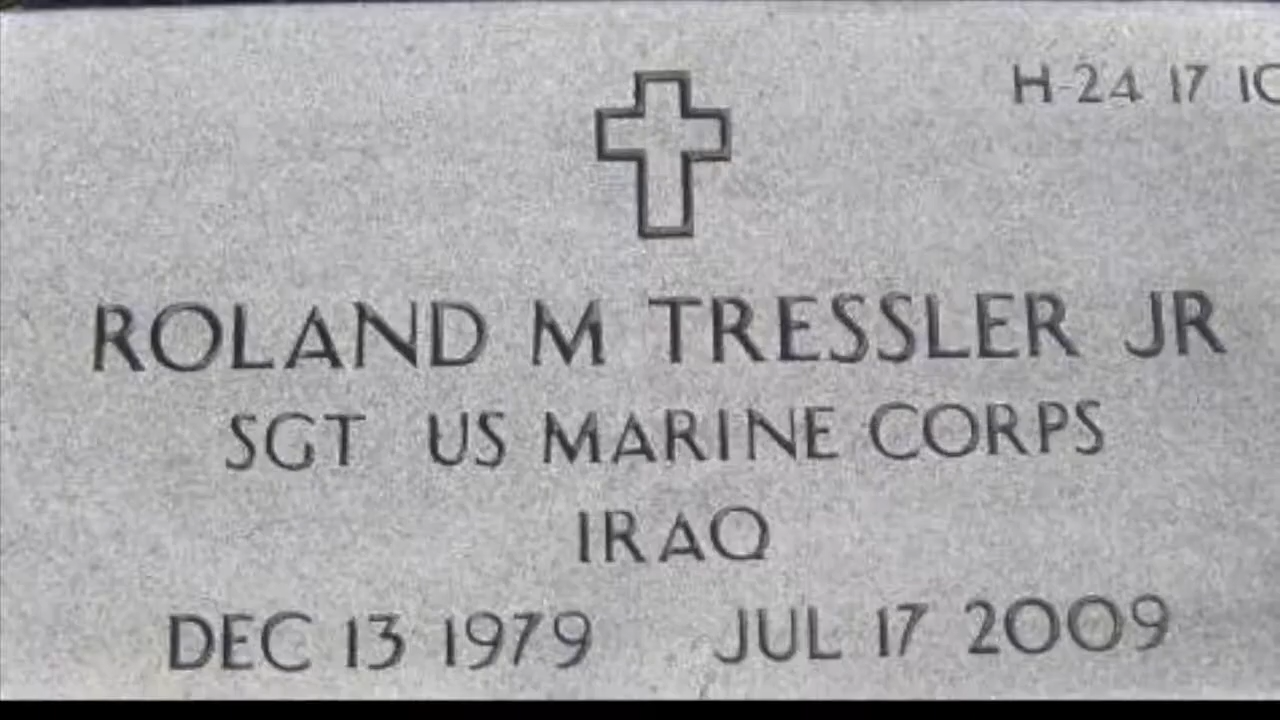 H-24 17
ROLAND M TRESSLER JR
SGT US MARINE CORPS
IRAQ
DEC 13 1979 JUL 17 2009